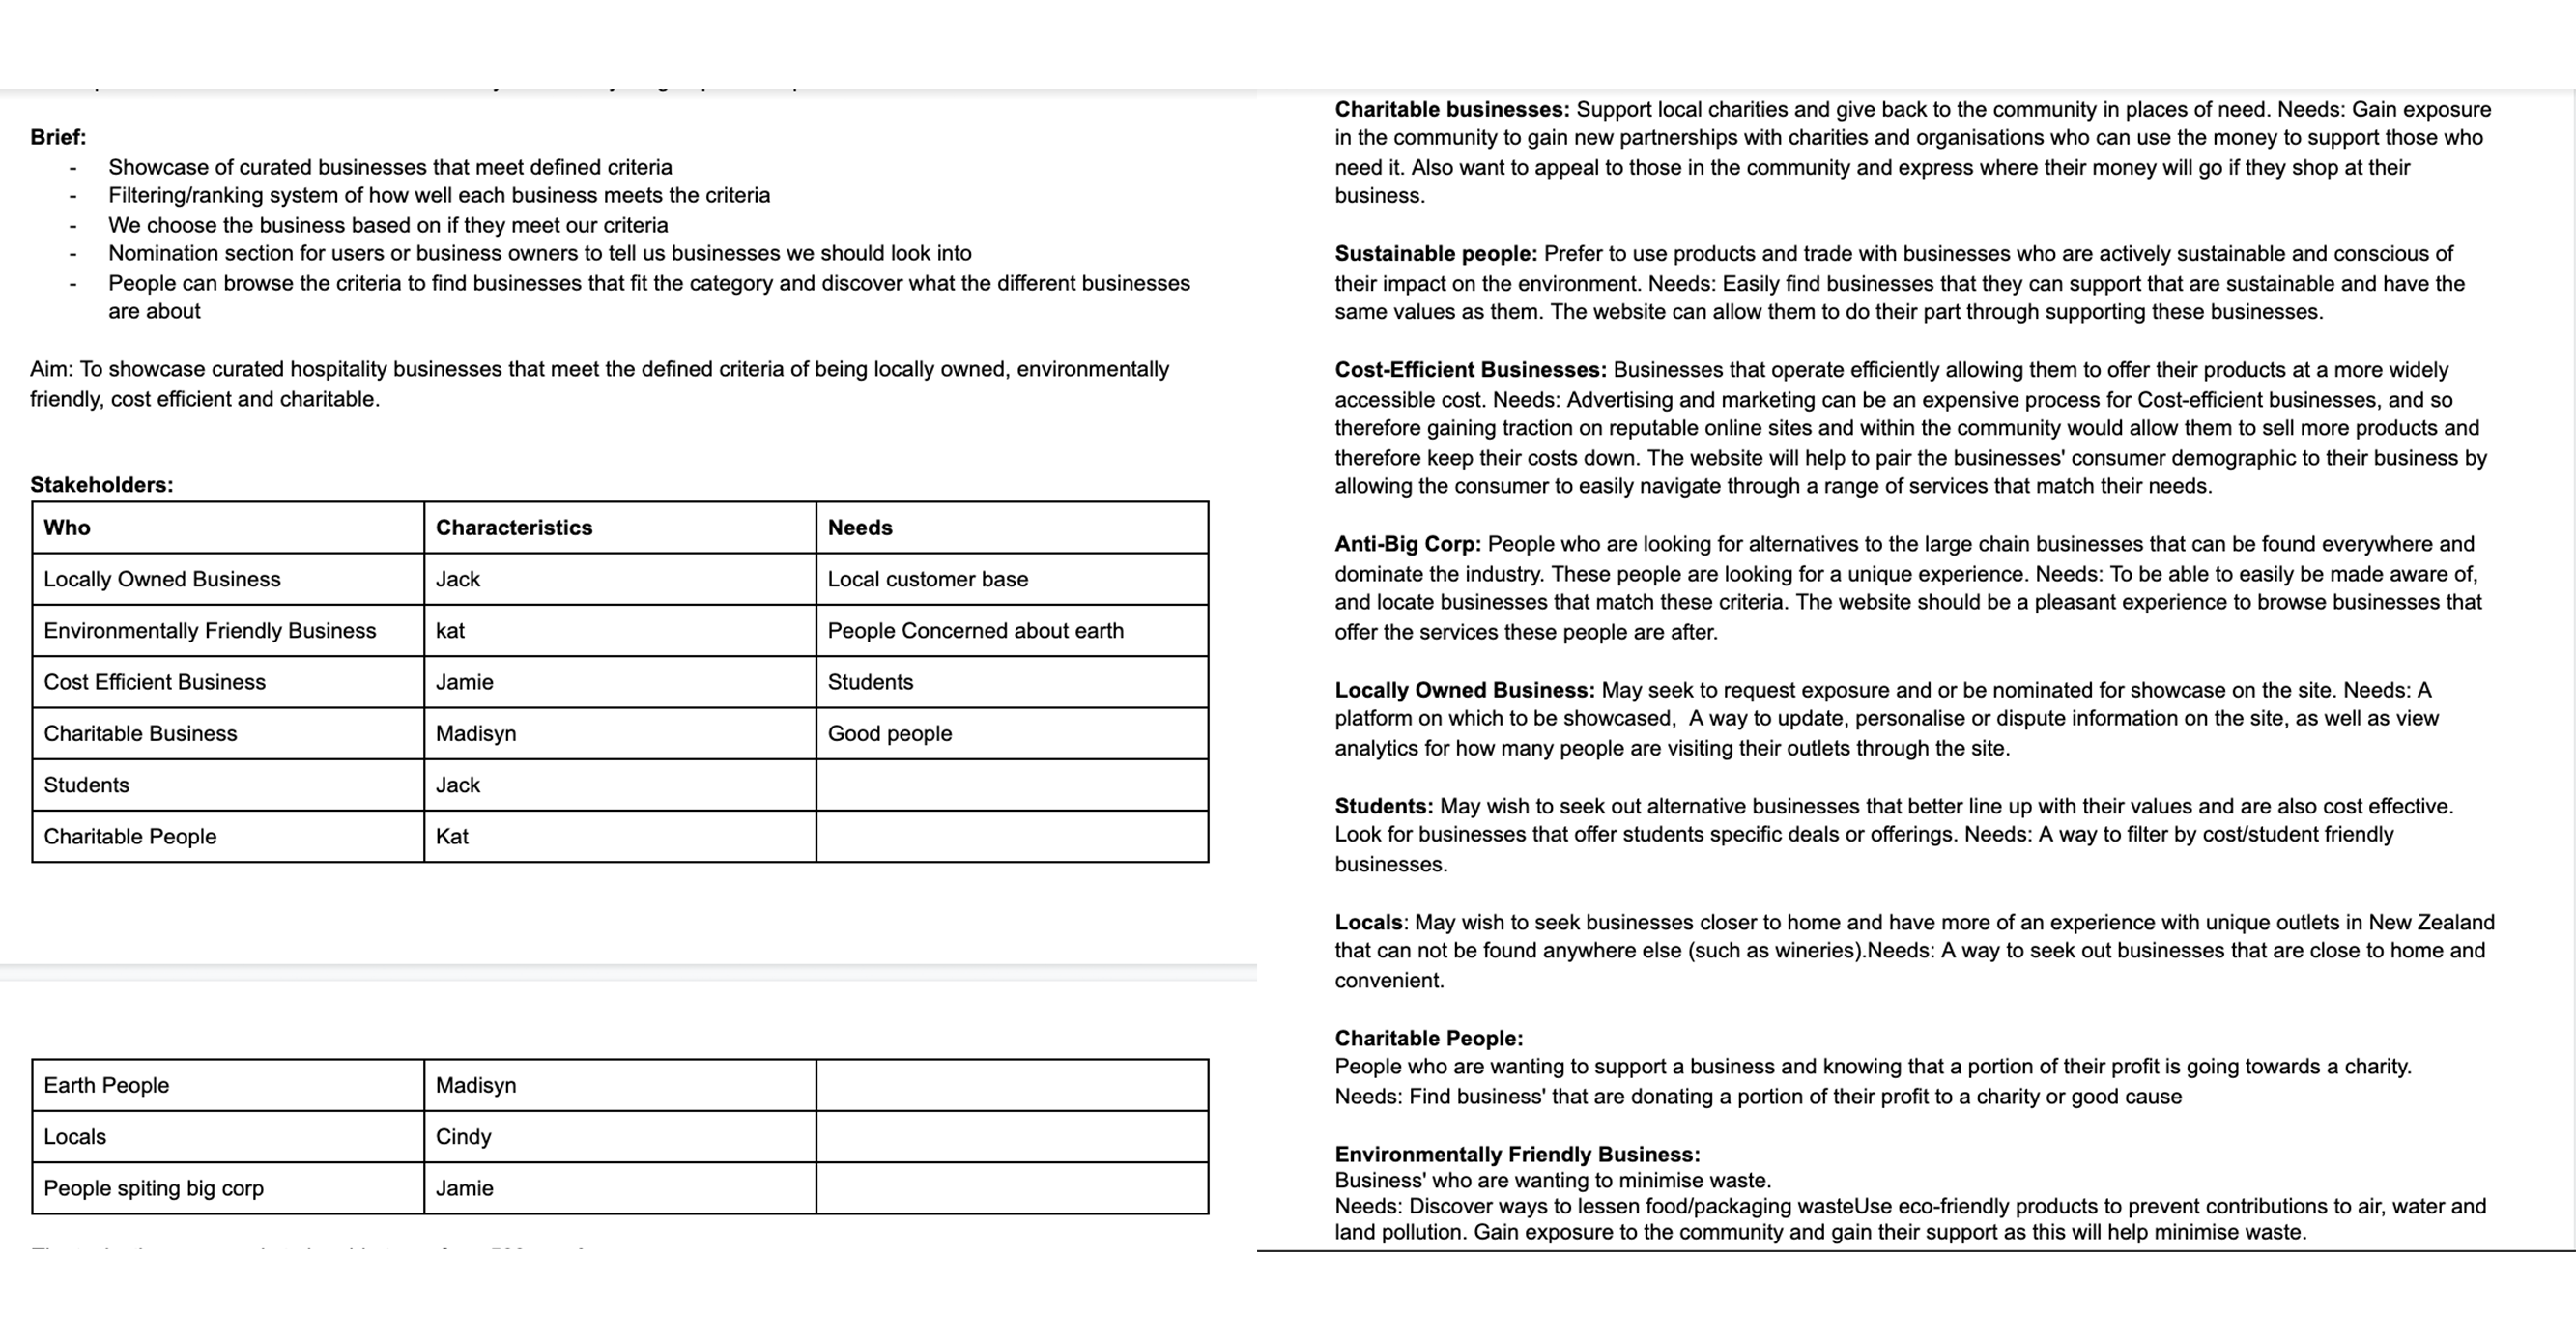 Brief:
- Showcase of curated businesses that meet defined criteria
- Filtering/ranking system of how well each business meets the criteria
- We choose the business based on if they meet our criteria
- Nomination section for users or business owners to tell us businesses we should look into
- People can browse the criteria to find businesses that fit the category and discover what the different businesses
are about
Aim: To showcase curated hospitality businesses that meet the defined criteria of being locally owned, environmentally
friendly, cost efficient and charitable.
Stakeholders:
Who Characteristics Needs
Locally Owned Business Jack Local customer base
Environmentally Friendly Business kat People Concerned about earth
Cost Efficient Business Jamie Students
Charitable Business Madisyn Good people
Students Jack
Charitable People Kat
Earth People Madisyn
Locals Cindy
People spiting big corp Jamie
Charitable businesses: Support local charities and give back to the community in places of need. Needs: Gain exposure
in the community to gain new partnerships with charities and organisations who can use the money to support those who
need it. Also want to appeal to those in the community and express where their money will go if they shop at their
business.
Sustainable people: Prefer to use products and trade with businesses who are actively sustainable and conscious of
their impact on the environment. Needs: Easily find businesses that they can support that are sustainable and have the
same values as them. The website can allow them to do their part through supporting these businesses.
Cost-Efficient Businesses: Businesses that operate efficiently allowing them to offer their products at a more widely
accessible cost. Needs: Advertising and marketing can be an expensive process for Cost-efficient businesses, and so
therefore gaining traction on reputable online sites and within the community would allow them to sell more products and
therefore keep their costs down. The website will help to pair the businesses' consumer demographic to their business by
allowing the consumer to easily navigate through a range of services that match their needs.
Anti-Big Corp: People who are looking for alternatives to the large chain businesses that can be found everywhere and
dominate the industry. These people are looking for a unique experience. Needs: To be able to easily be made aware of,
and locate businesses that match these criteria. The website should be a pleasant experience to browse businesses that
offer the services these people are after.
Locally Owned Business: May seek to request exposure and or be nominated for showcase on the site. Needs: A
platform on which to be showcased, A way to update, personalise or dispute information on the site, as well as view
analytics for how many people are visiting their outlets through the site.
Students: May wish to seek out alternative businesses that better line up with their values and are also cost effective.
Look for businesses that offer students specific deals or offerings. Needs: A way to filter by cost/student friendly
businesses.
Locals: May wish to seek businesses closer to home and have more of an experience with unique outlets in New Zealand
that can not be found anywhere else (such as wineries).Needs: A way to seek out businesses that are close to home and
convenient.
Charitable People:
People who are wanting to support a business and knowing that a portion of their profit is going towards a charity.
Needs: Find business' that are donating a portion of their profit to a charity or good cause
Environmentally Friendly Business:
Business' who are wanting to minimise waste.
Needs: Discover ways to lessen food/packaging wasteUse eco-friendly products to prevent contributions to air, water and
land pollution. Gain exposure to the community and gain their support as this will help minimise waste.